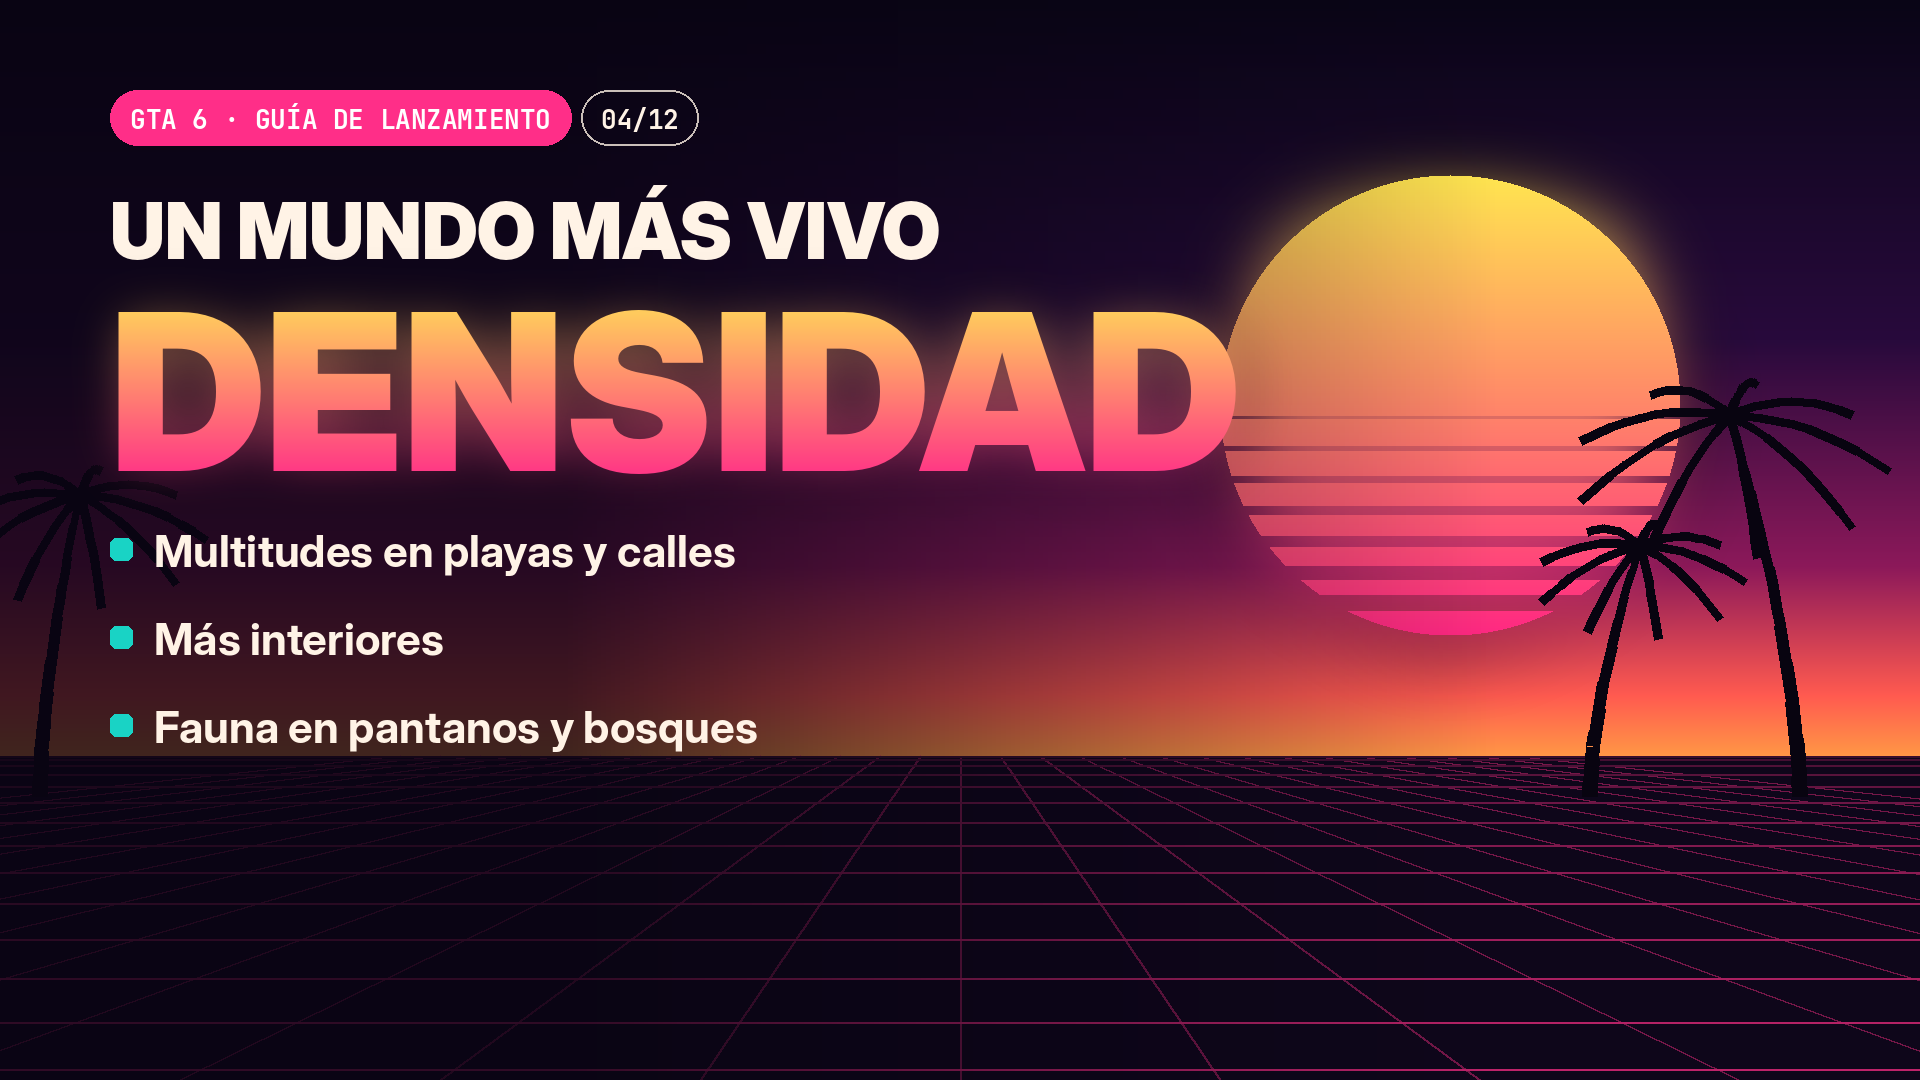 GTA 6 · GUÍA DE LANZAMIENTO 04/12
UN MUNDO MÁS VIVO
DENSIDAD
Multitudes en playas y calles
Más interiores
Fauna en pantanos y bosques